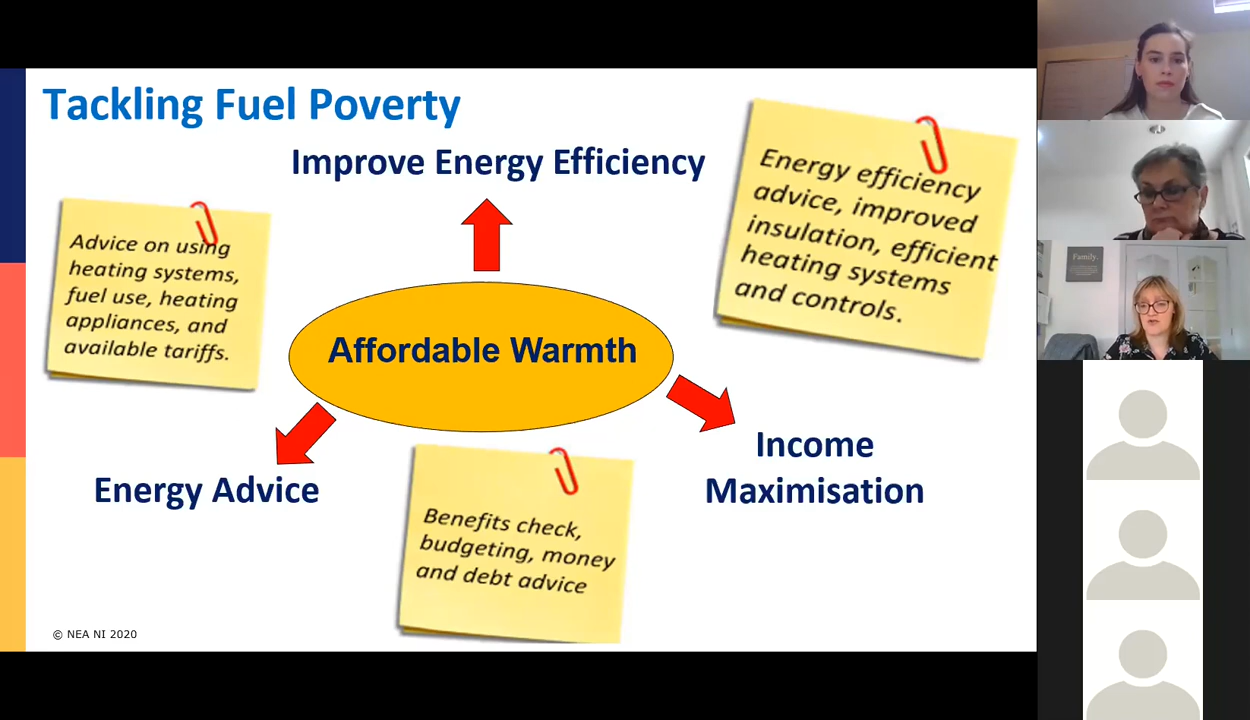 Tackling Fuel Poverty
Improve Energy Efficiency
Energy efficiency
advice, improved
insulation, efficient
heating systems
and controls.
Advice on using
heating systems,
fuel use, heating
appliances, and
available tariffs.
Affordable Warmth
Income
Maximisation
Energy Advice
Benefits check,
budgeting, money
and debt advice
© NEA NI 2020
Family.